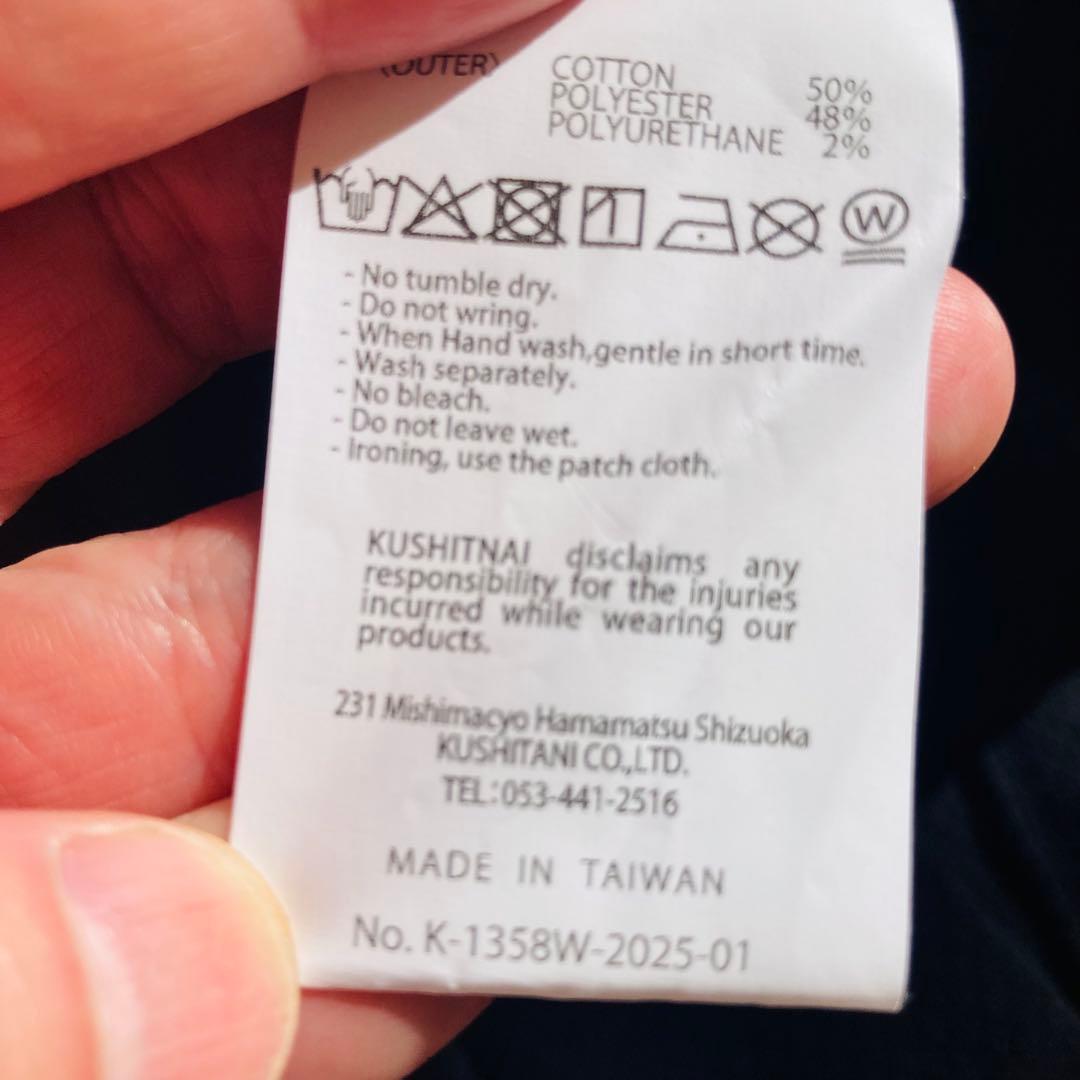 (OUTER) COTTON 50%
POLYESTER 48%
POLYURETHANE 2%
W
- No tumble dry.
- Do not wring.
- When Hand wash,gentle in short time.
- Wash separately.
- No bleach.
- Do not leave wet.
- Ironing, use the patch cloth.
KUSHITNAI disclaims any
responsibility for the injuries
incurred while wearing our
products.
231 Mishimacyo Hamamatsu Shizuoka
KUSHITANI CO.,LTD.
TEL:053-441-2516
MADE IN TAIWAN
No. K-1358W-2025-01